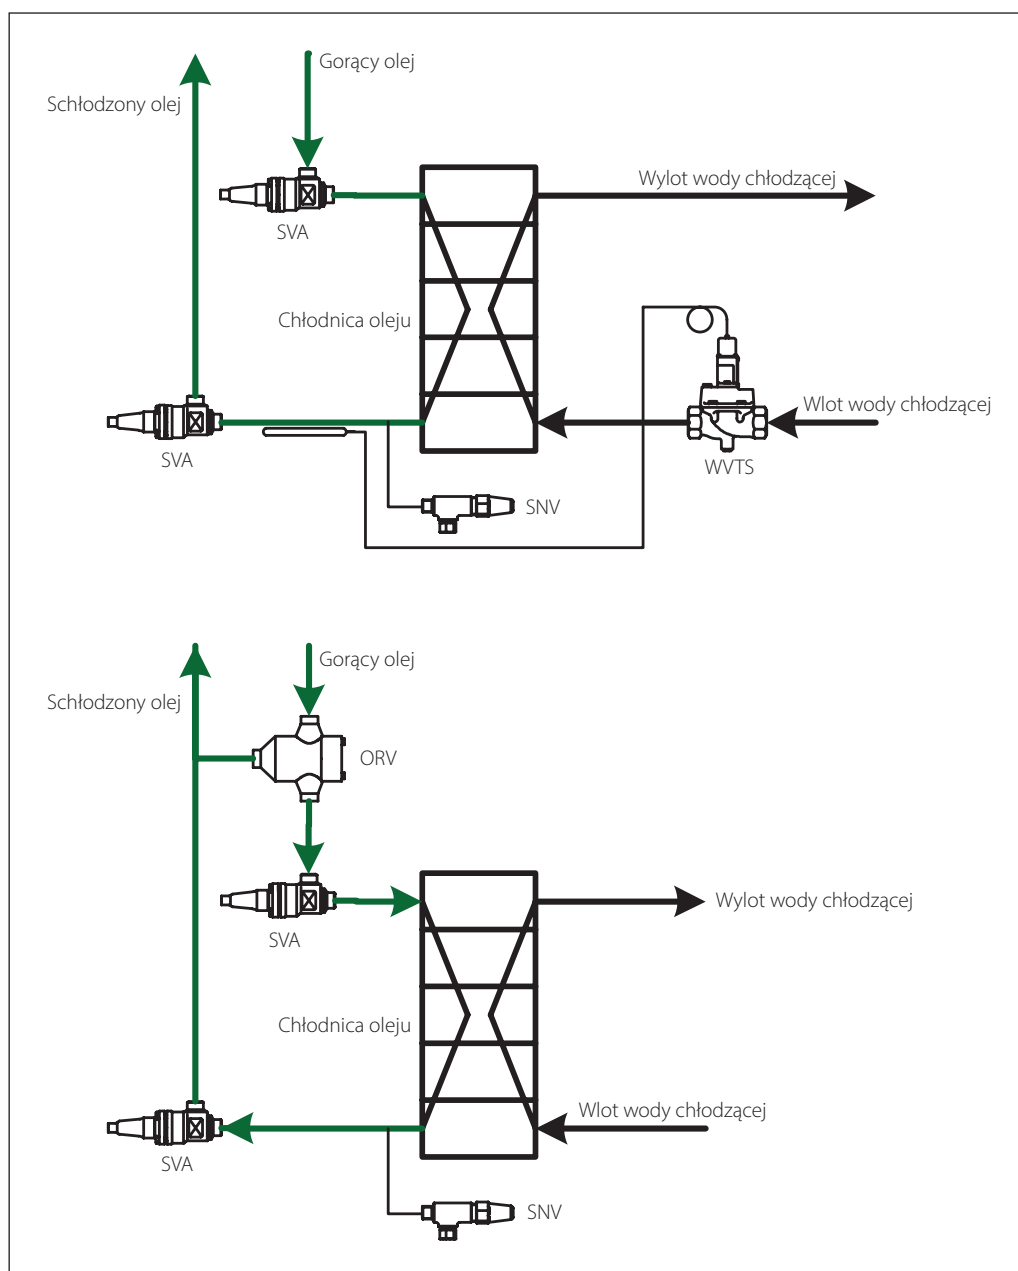 Gorący olej
Schłodzony olej
Wylot wody chłodzącej
SVA
Chłodnica oleju
Wlot wody chłodzącej
SVA
WVTS
SNV
Gorący olej
Schłodzony olej
ORV
Wylot wody chłodzącej
SVA
Chłodnica oleju
Wlot wody chłodzącej
SVA
SNV